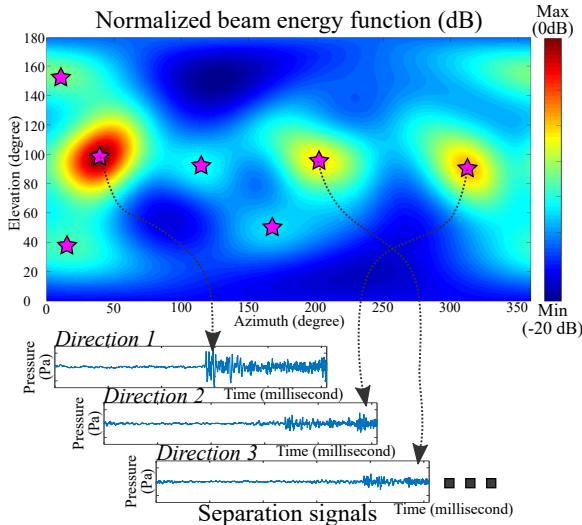 Normalized beam energy function (dB)
Max
(0dB)
180
160
140
120
100
80
60
40
20
0
Elevation (degree)
0
50
100
150
200
250
300
350
Azimuth (degree)
Min
(-20 dB)
Direction 1
Pressure
(Pa)
Time (millisecond)
Direction 2
Pressure
(Pa)
Time (millisecond)
Direction 3
Pressure
(Pa)
Time (millisecond)
Separation signals